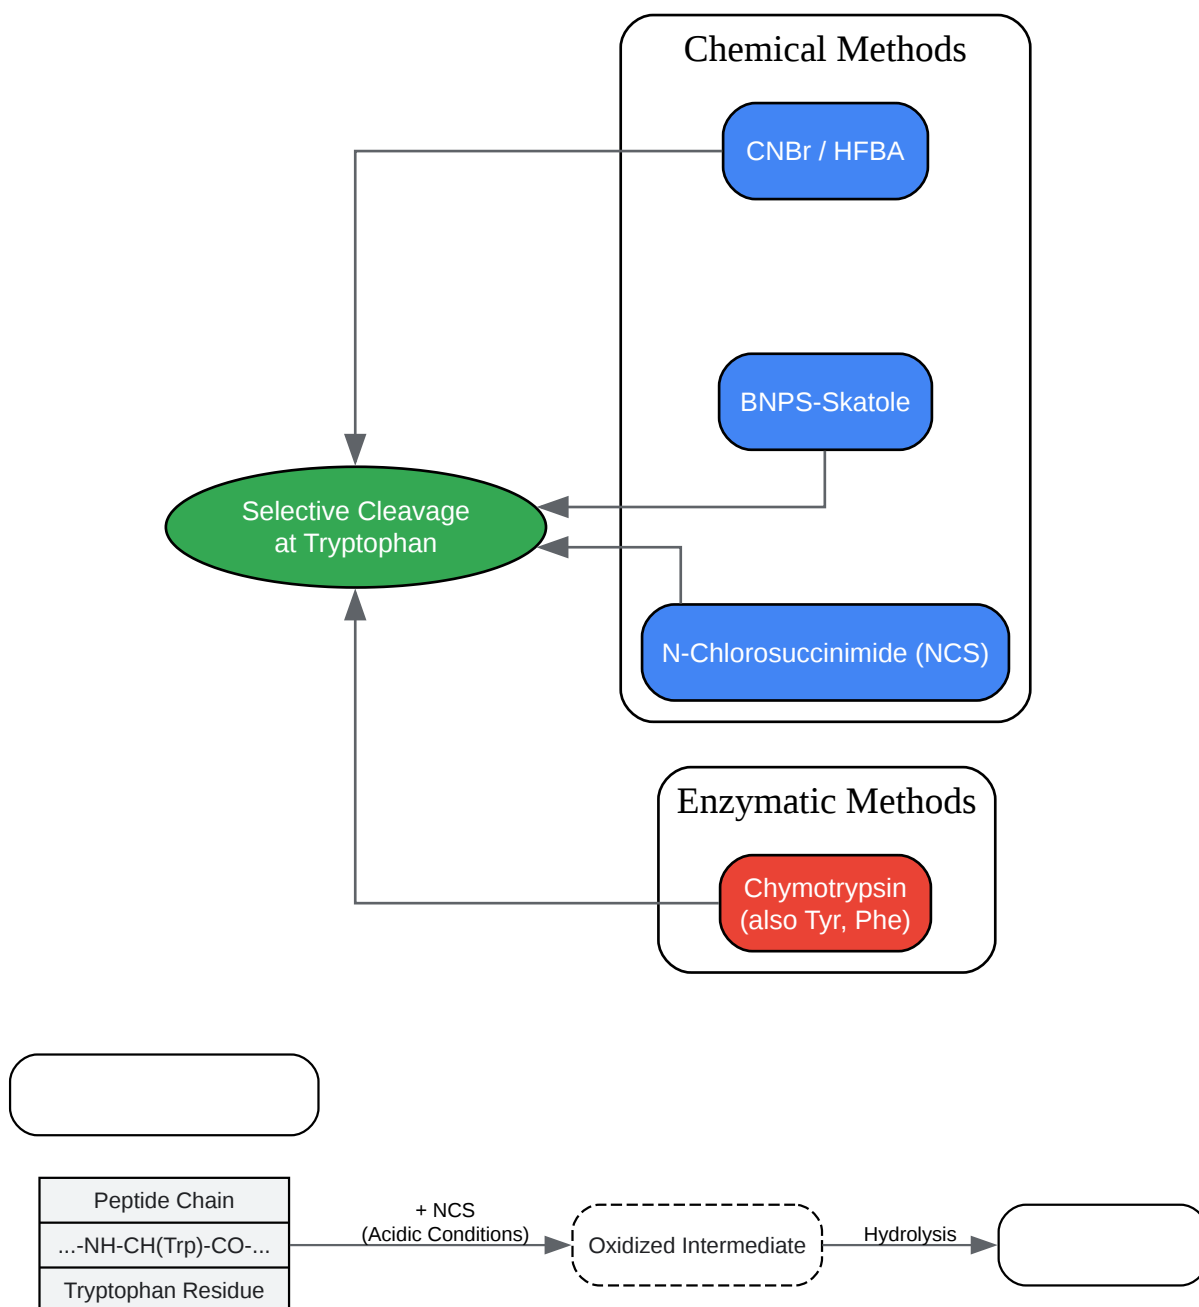 Chemical Methods
CNBr / HFBA
BNPS-Skatole
Selective Cleavage
at Tryptophan
N-Chlorosuccinimide (NCS)
Enzymatic Methods
Chymotrypsin
(also Tyr, Phe)
Peptide Chain
...-NH-CH(Trp)-CO-...
Tryptophan Residue
+ NCS
(Acidic Conditions)
Oxidized Intermediate
Hydrolysis